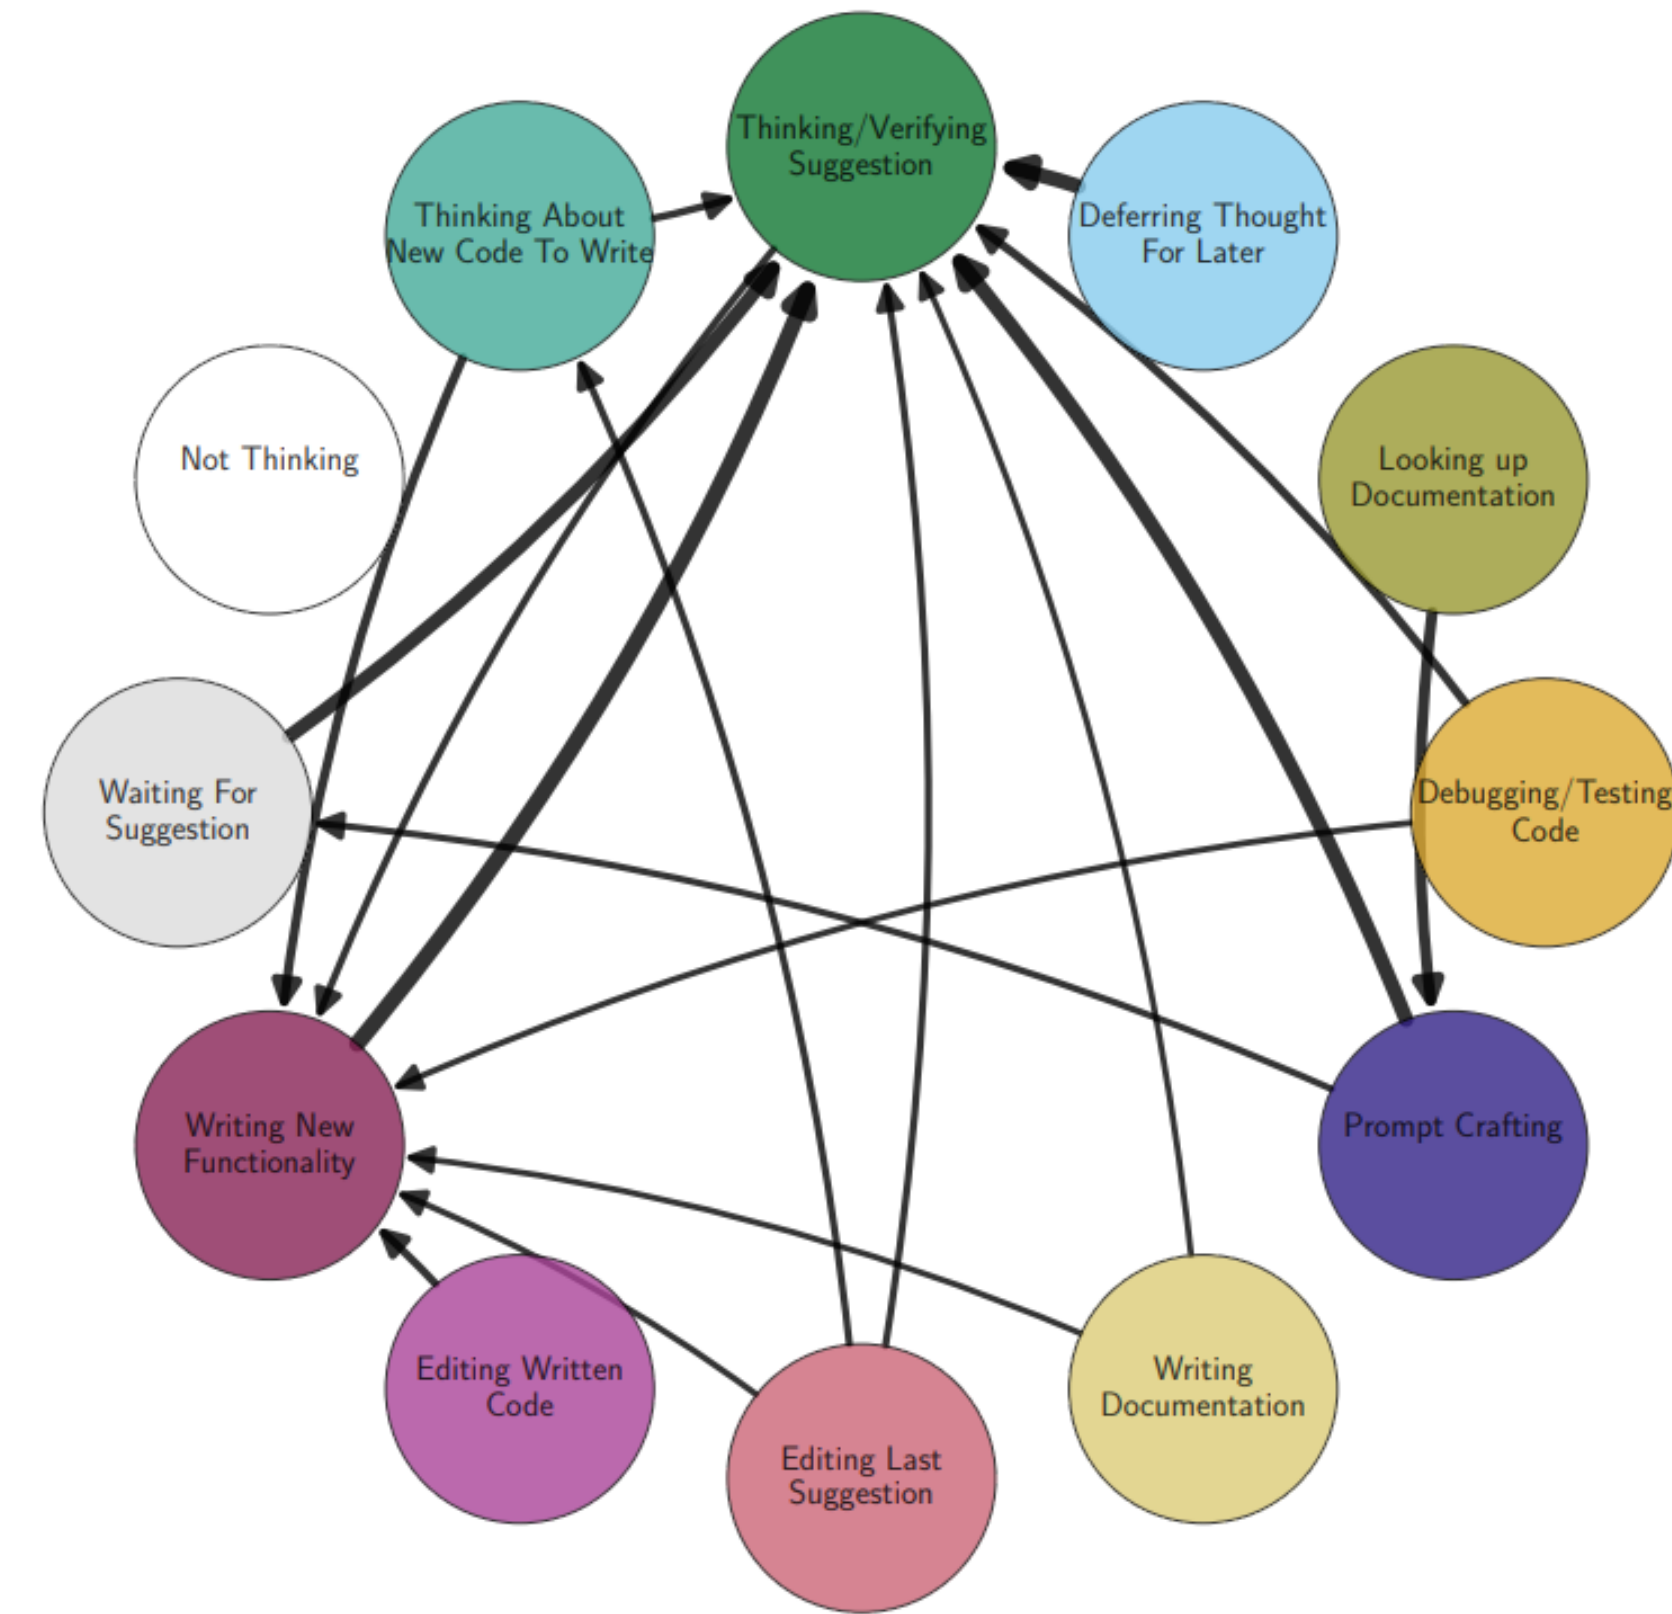 Thinking/Verifying
Suggestion
Thinking About
New Code To Write
Deferring Thought
For Later
Not Thinking
Looking up
Documentation
Waiting For
Suggestion
Debugging/Testing
Code
Writing New
Functionality
Prompt Crafting
Editing Written
Code
Writing
Documentation
Editing Last
Suggestion